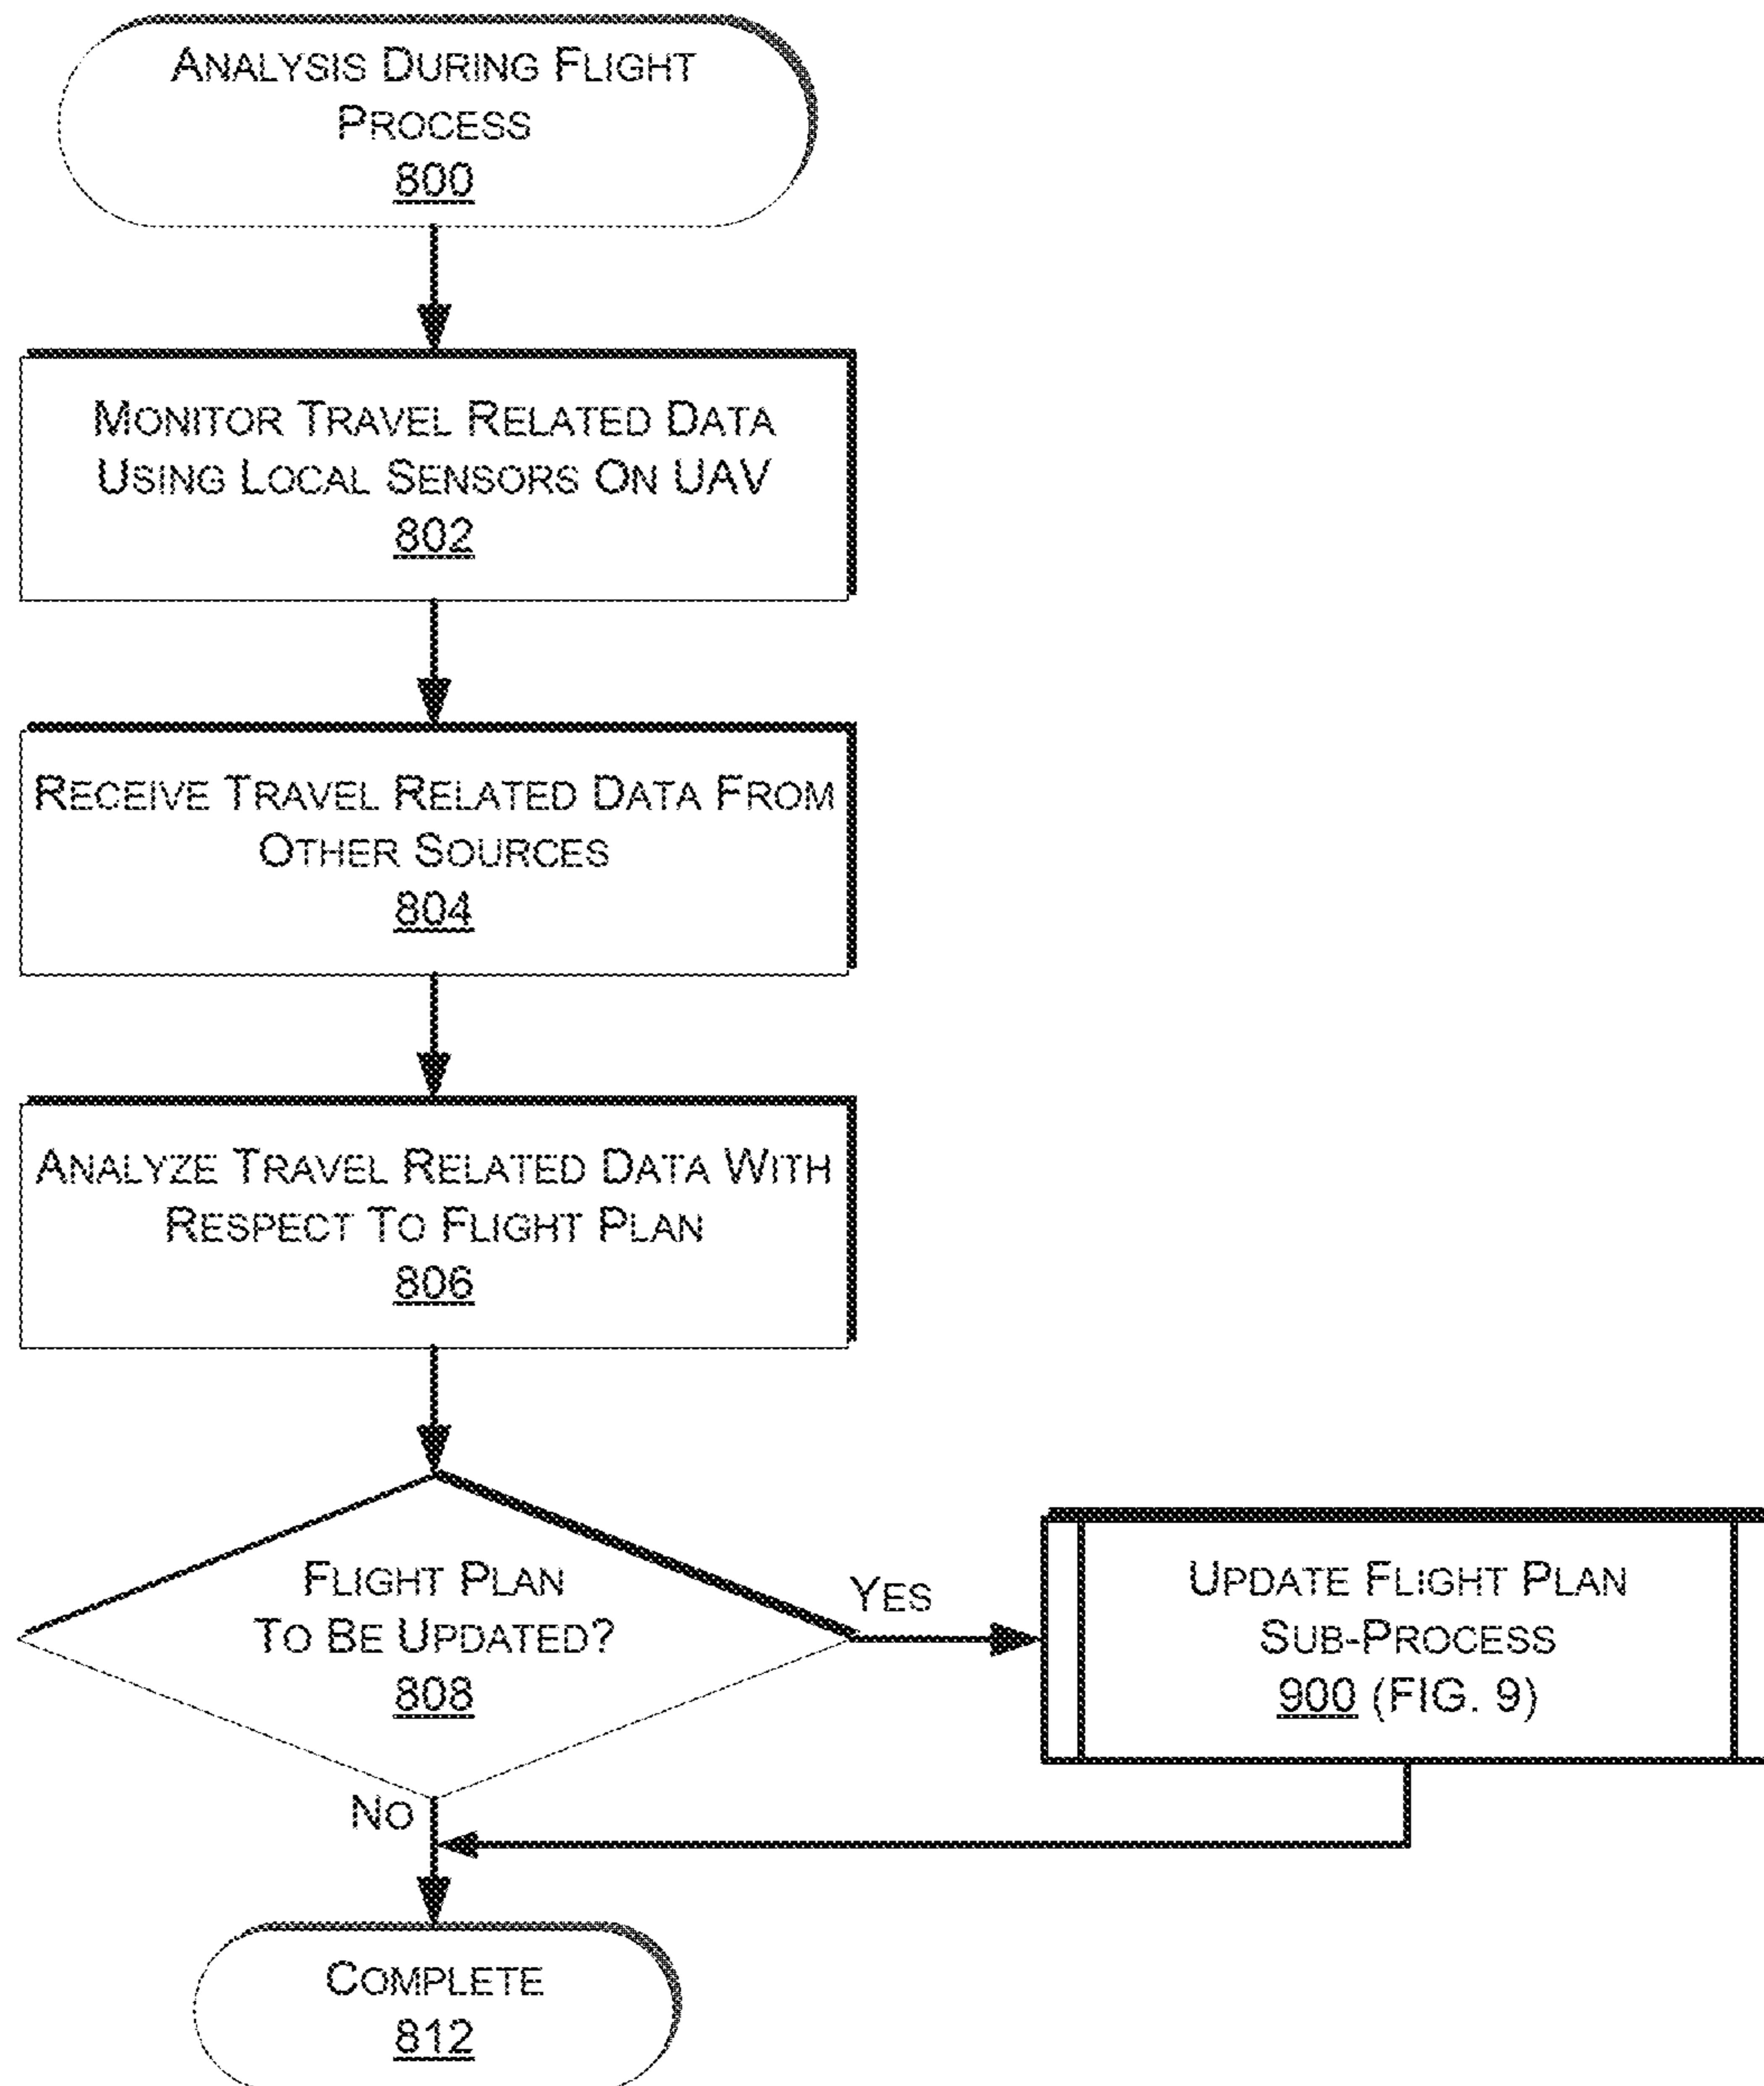 ANALYSIS DURING FLIGHT
PROCESS
800
MONITOR TRAVEL RELATED DATA
USING LOCAL SENSORS ON UAV
802
RECEIVE TRAVEL RELATED DATA FROM
OTHER SOURCES
804
ANALYZE TRAVEL RELATED DATA WITH
RESPECT TO FLIGHT PLAN
806
FLIGHT PLAN
TO BE UPDATED?
808
YES
UPDATE FLIGHT PLAN
SUB-PROCESS
900 (FIG. 9)
NO
COMPLETE
812